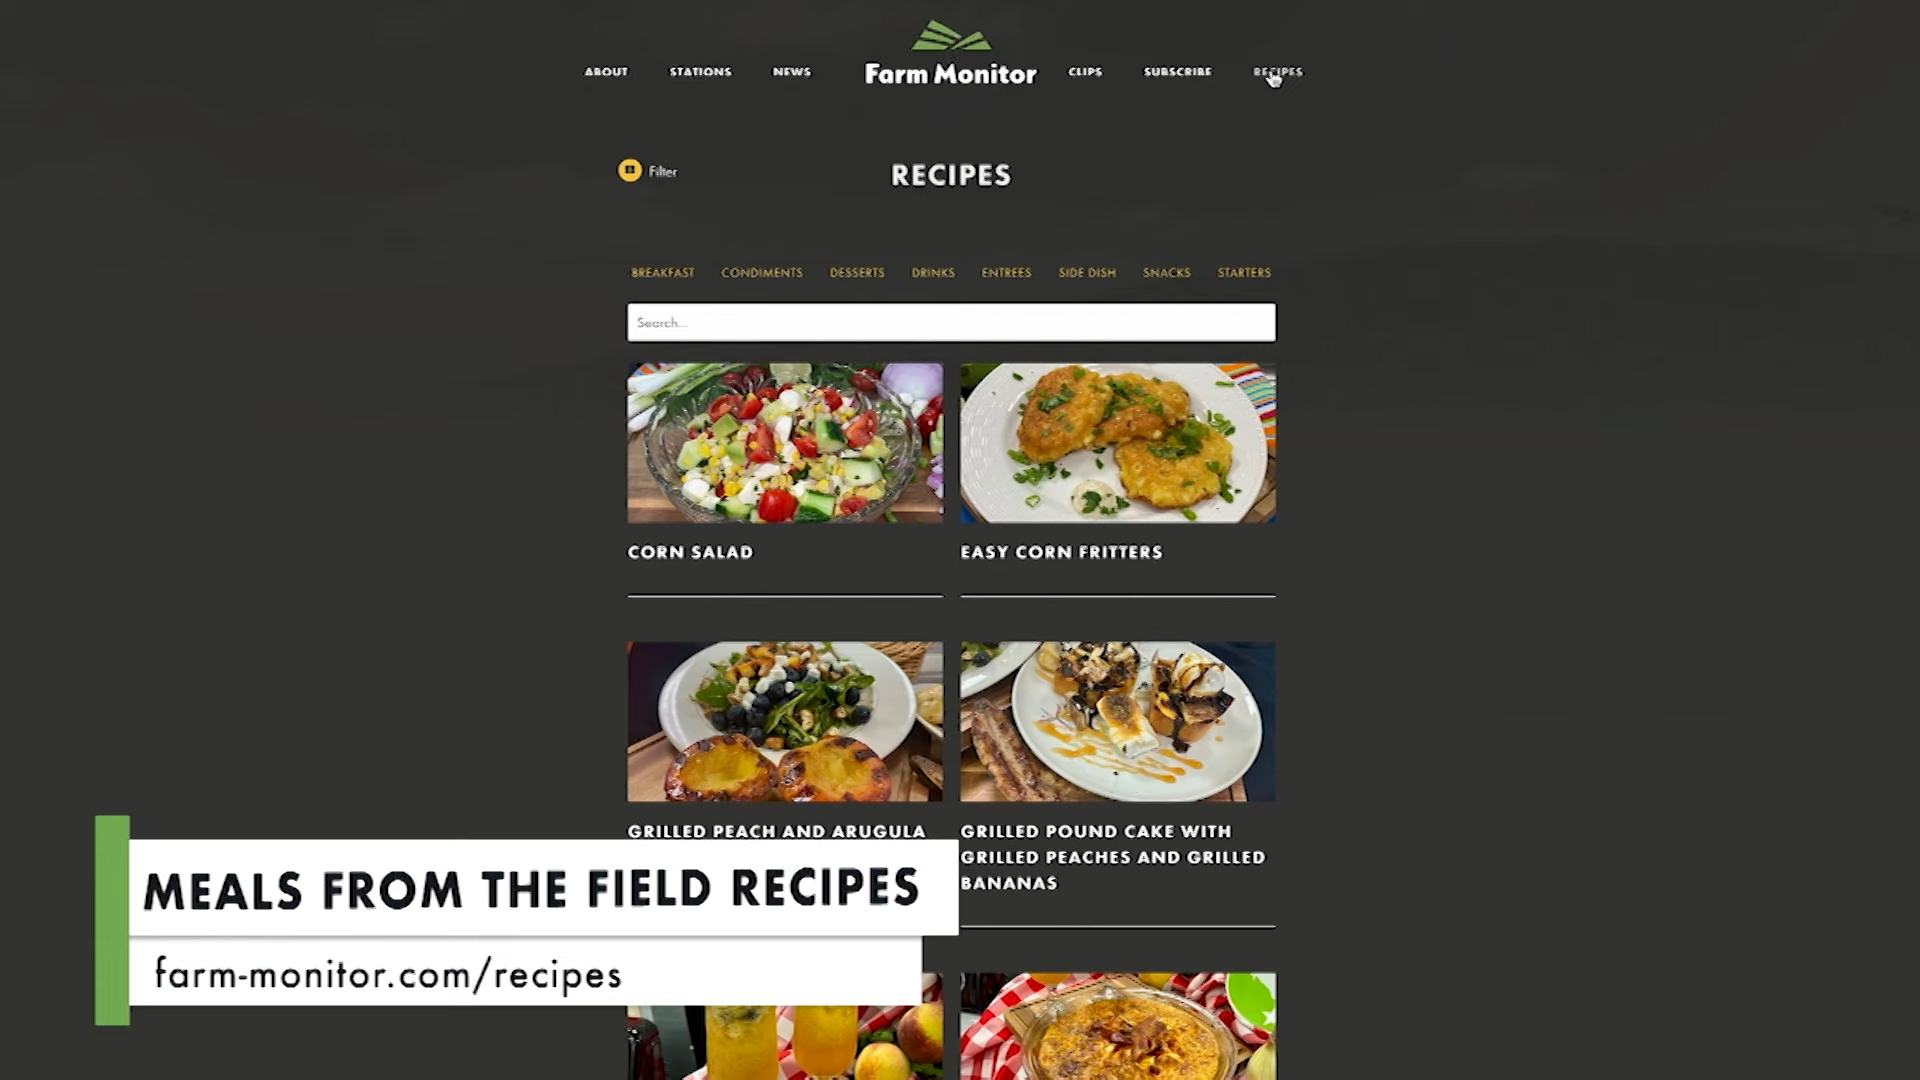 ABOUT STATIONS NEWS Farm Monitor CLIPS SUBSCRIBE RECIPES
Filter
RECIPES
BREAKFAST CONDIMENTS DESSERTS DRINKS ENTREES SIDE DISH SNACKS STARTERS
Search...
CORN SALAD
EASY CORN FRITTERS
GRILLED PEACH AND ARUGULA
GRILLED POUND CAKE WITH
GRILLED PEACHES AND GRILLED
BANANAS
MEALS FROM THE FIELD RECIPES
farm-monitor.com/recipes